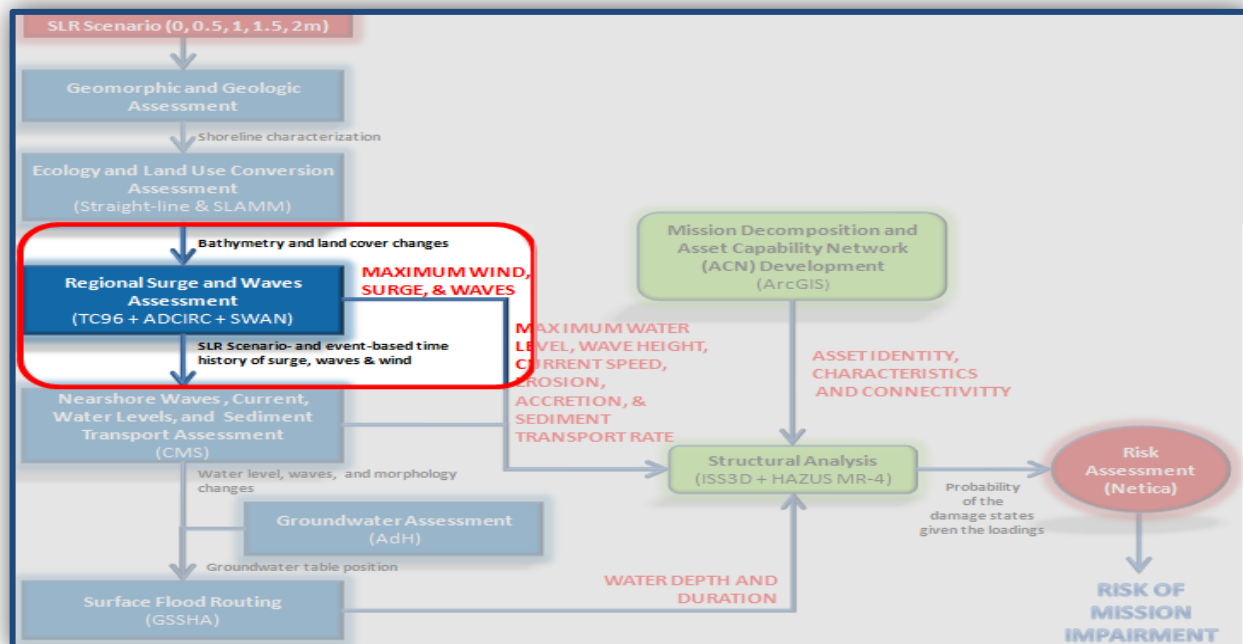 SLR Scenario (0, 0.5, 1, 1.5, 2m)
Geomorphic and Geologic
Assessment
Shoreline characterization
Ecology and Land Use Conversion
Assessment
(Straight-line & SLAMM)
Bathymetry and land cover changes
Regional Surge and Waves
Assessment
(TC96 + ADCIRC + SWAN)
MAXIMUM WIND,
SURGE, & WAVES
SLR Scenario- and event-based time
history of surge, waves & wind
Nearshore Waves, Current,
Water Levels, and Sediment
Transport Assessment
(CMS)
MAXIMUM WATER
LEVEL, WAVE HEIGHT,
CURRENT SPEED,
EROSION,
ACCRETION, &
SEDIMENT
TRANSPORT RATE
Water level, waves, and morphology
changes
Groundwater Assessment
(AdH)
Groundwater table position
Surface Flood Routing
(GSSHA)
WATER DEPTH AND
DURATION
Mission Decomposition and
Asset Capability Network
(ACN) Development
(ArcGIS)
ASSET IDENTITY,
CHARACTERISTICS
AND CONNECTIVITTY
Structural Analysis
(ISS3D + HAZUS MR-4)
Probability
of the
damage states
given the loadings
Risk
Assessment
(Netica)
RISK OF
MISSION
IMPAIRMENT